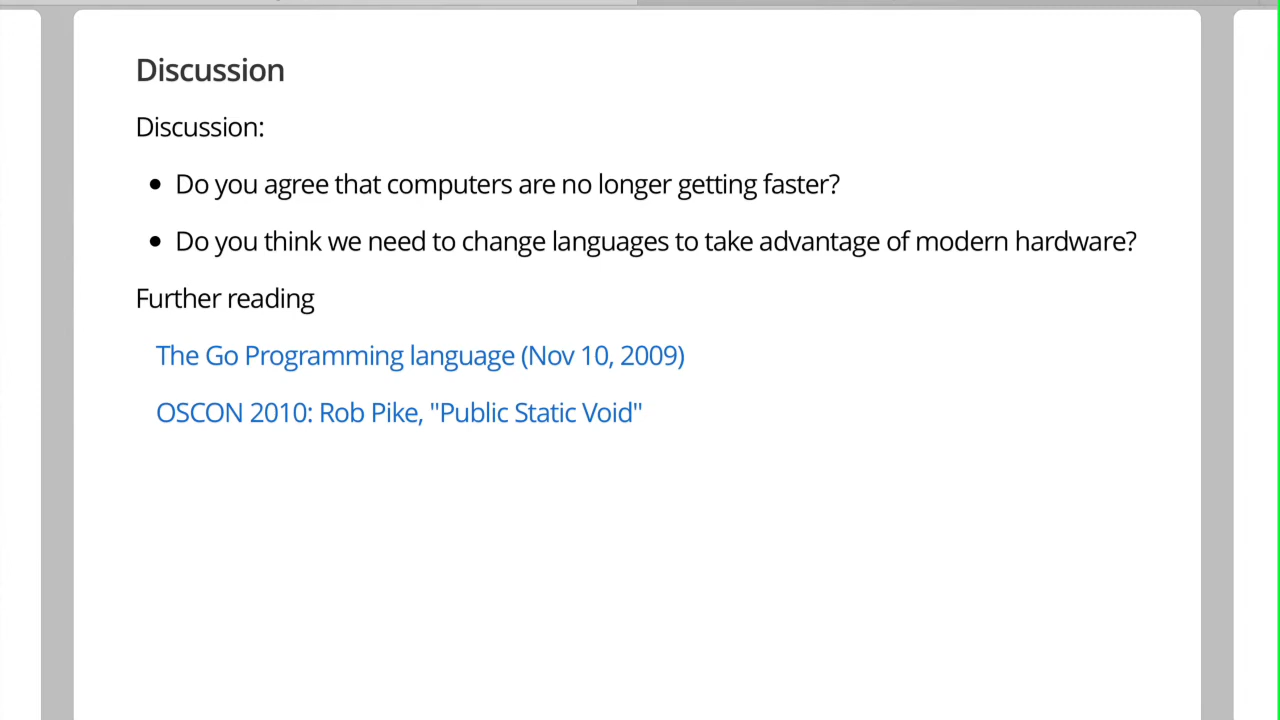 Discussion
Discussion:
• Do you agree that computers are no longer getting faster?
• Do you think we need to change languages to take advantage of modern hardware?
Further reading
The Go Programming language (Nov 10, 2009)
OSCON 2010: Rob Pike, "Public Static Void"